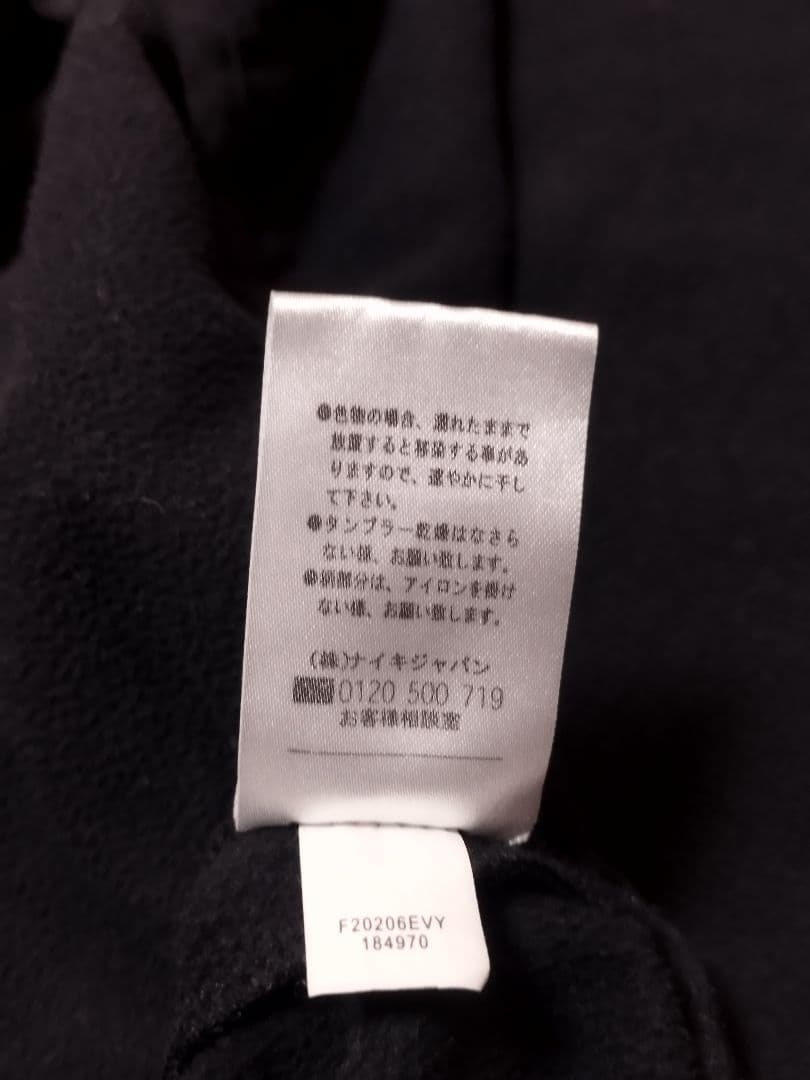 ●色物の場合、濡れたままで
放置すると移染する事があ
りますので、速やかに干し
て下さい。
●タンブラー乾燥はなさら
ない様、お願い致します。
●柄部分は、アイロンを掛け
ない様、お願い致します。
(株)ナイキジャパン
0120 500 719
お客様相談室
F20206EVY
184970